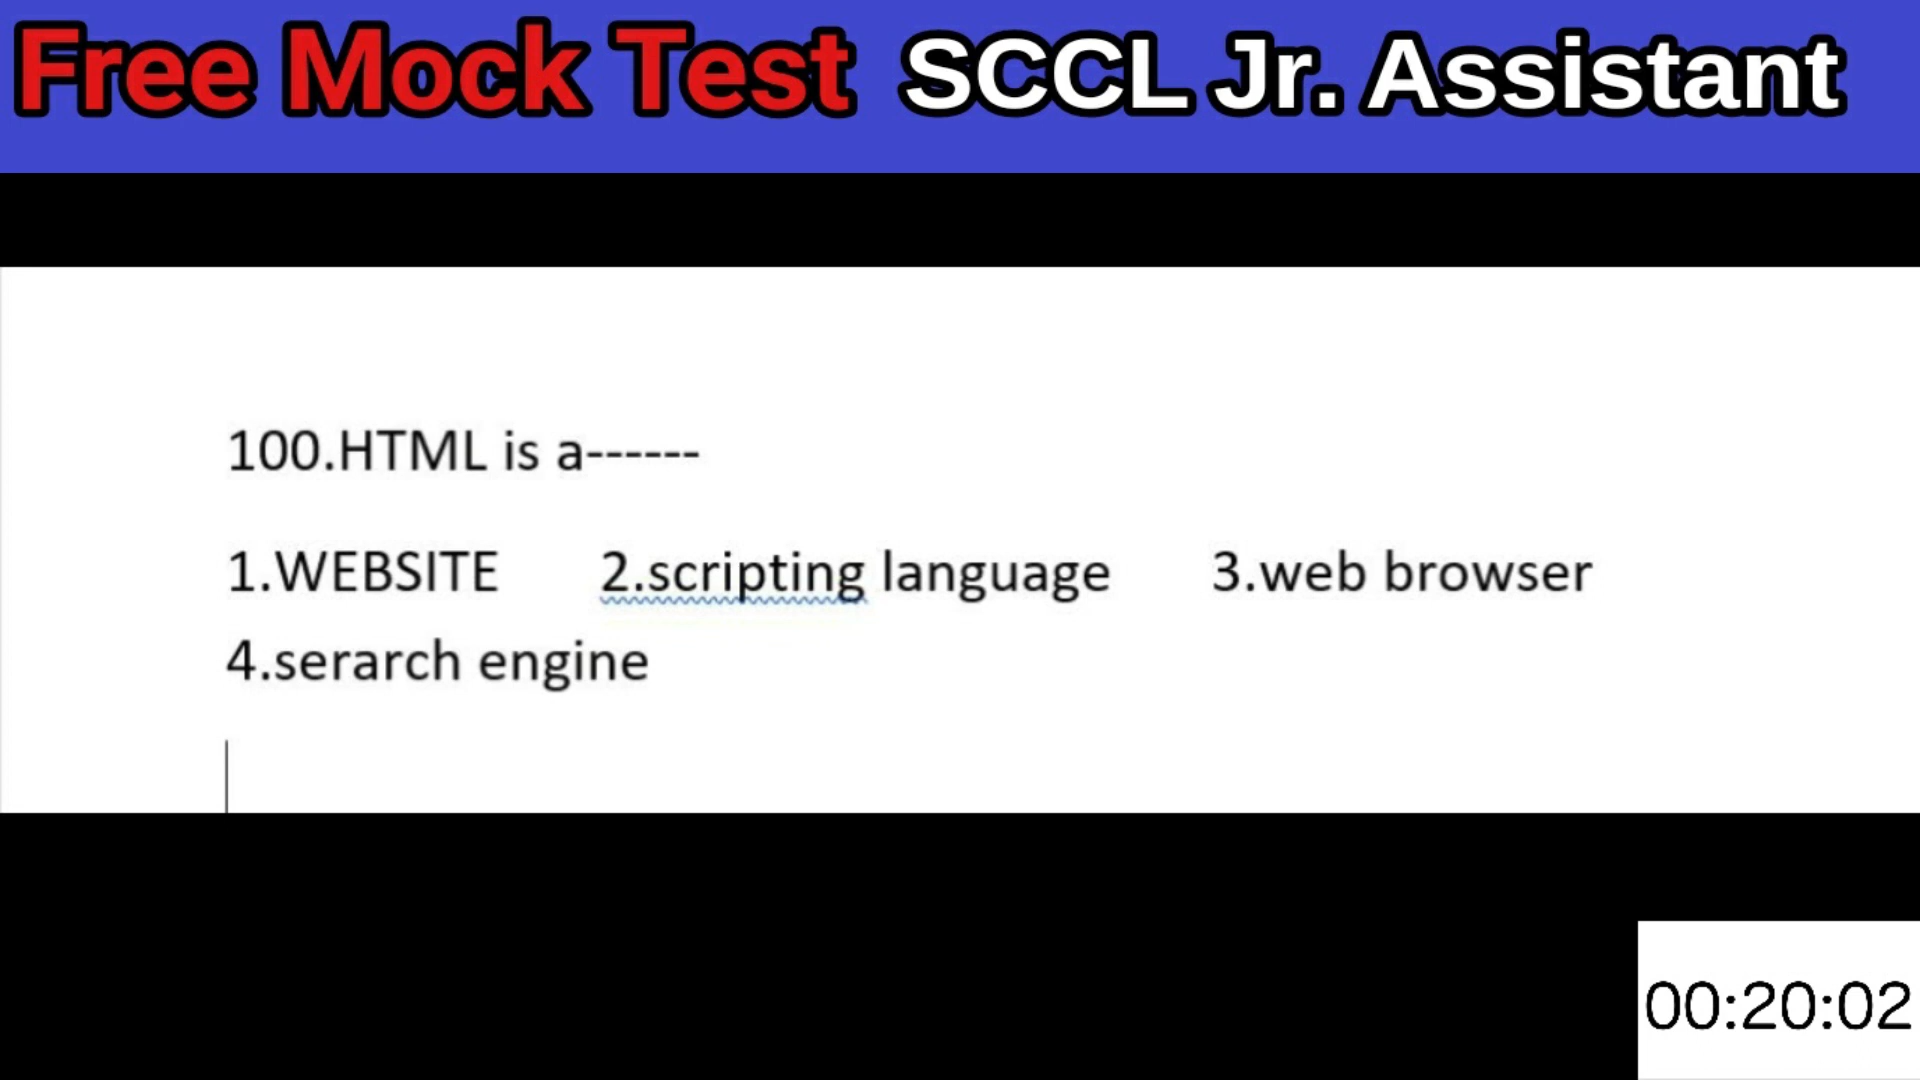 Free Mock Test SCCL Jr. Assistant
100.HTML is a------
1.WEBSITE 2.scripting language 3.web browser
4.serarch engine
00:20:02